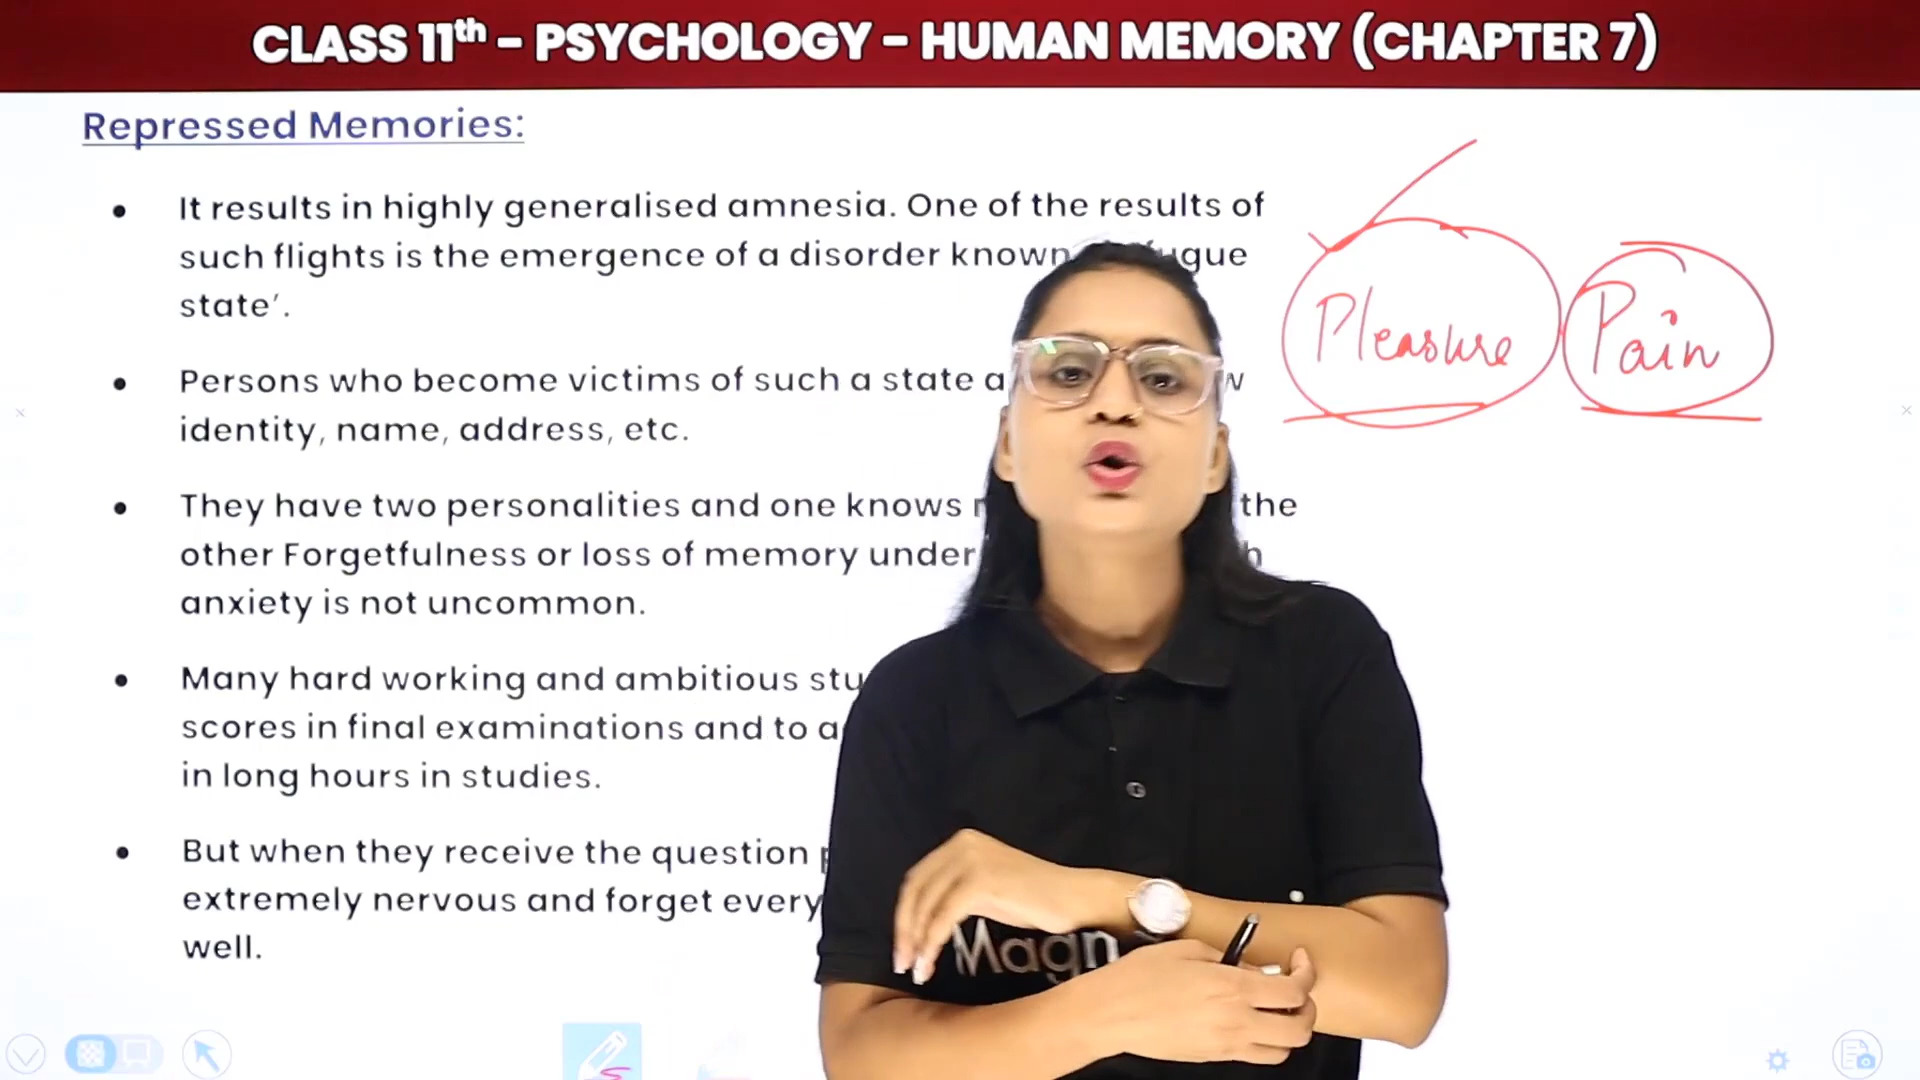 CLASS 11th – PSYCHOLOGY – HUMAN MEMORY (CHAPTER 7)
Repressed Memories:
• It results in highly generalised amnesia. One of the results of
such flights is the emergence of a disorder known
state’.
Pleasure Pain
• Persons who become victims of such a state
identity, name, address, etc.
• They have two personalities and one knows the
other Forgetfulness or loss of memory under
anxiety is not uncommon.
• Many hard working and ambitious
scores in final examinations and to
in long hours in studies.
• But when they receive the question
extremely nervous and forget
well.
Magn